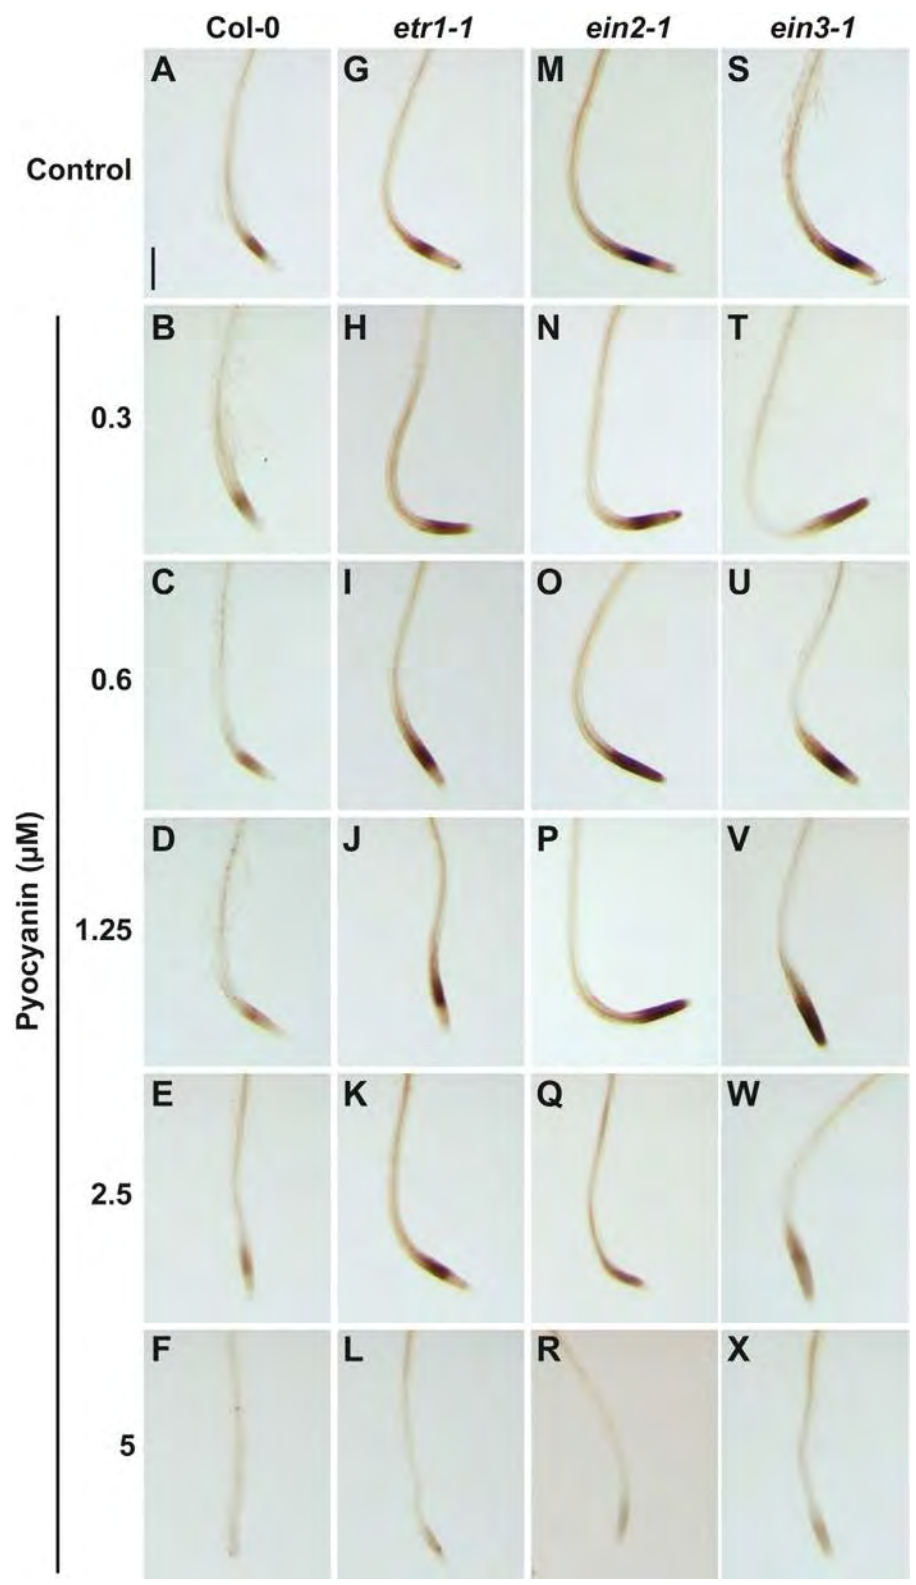 Col-0 etr1-1 ein2-1 ein3-1
Control A G M S
0.3 B H N T
0.6 C I O U
1.25 D J P V
2.5 E K Q W
5 F L R X
Pyocyanin (µM)